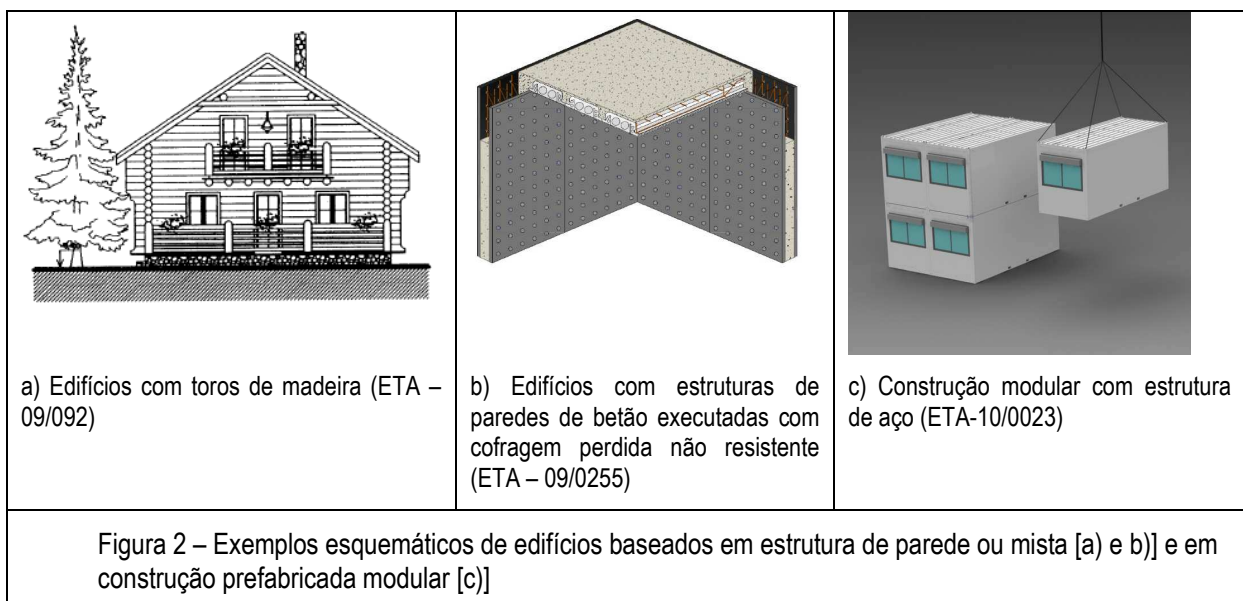 a) Edifícios com toros de madeira (ETA –
09/092)
b) Edifícios com estruturas de
paredes de betão executadas com
cofragem perdida não resistente
(ETA – 09/0255)
c) Construção modular com estrutura
de aço (ETA-10/0023)
Figura 2 – Exemplos esquemáticos de edifícios baseados em estrutura de parede ou mista [a) e b)] e em
construção prefabricada modular [c)]